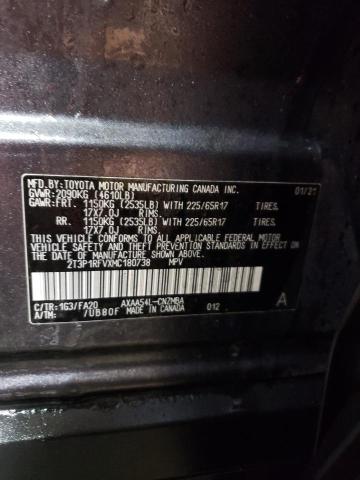 MFD.BY:TOYOTA MOTOR MANUFACTURING CANADA INC. 01/21
GVWR:2090KG (4610LB)
GAWR:FRT. 1150KG (2535LB) WITH 225/65R17 TIRES,
17X7.0J RIMS,
RR. 1150KG (2535LB) WITH 225/65R17 TIRES,
17X7.0J RIMS,
THIS VEHICLE CONFORMS TO ALL APPLICABLE FEDERAL MOTOR
VEHICLE SAFETY STANDARDS IN EFFECT ON THE
DATE OF MANUFACTURE SHOWN ABOVE.
2T3P1RFVXMC180738 MPV
C/TR:1G3/FA20 AXAA54L-CNZMBA A
A/TM: /UB80F MADE IN CANADA 012